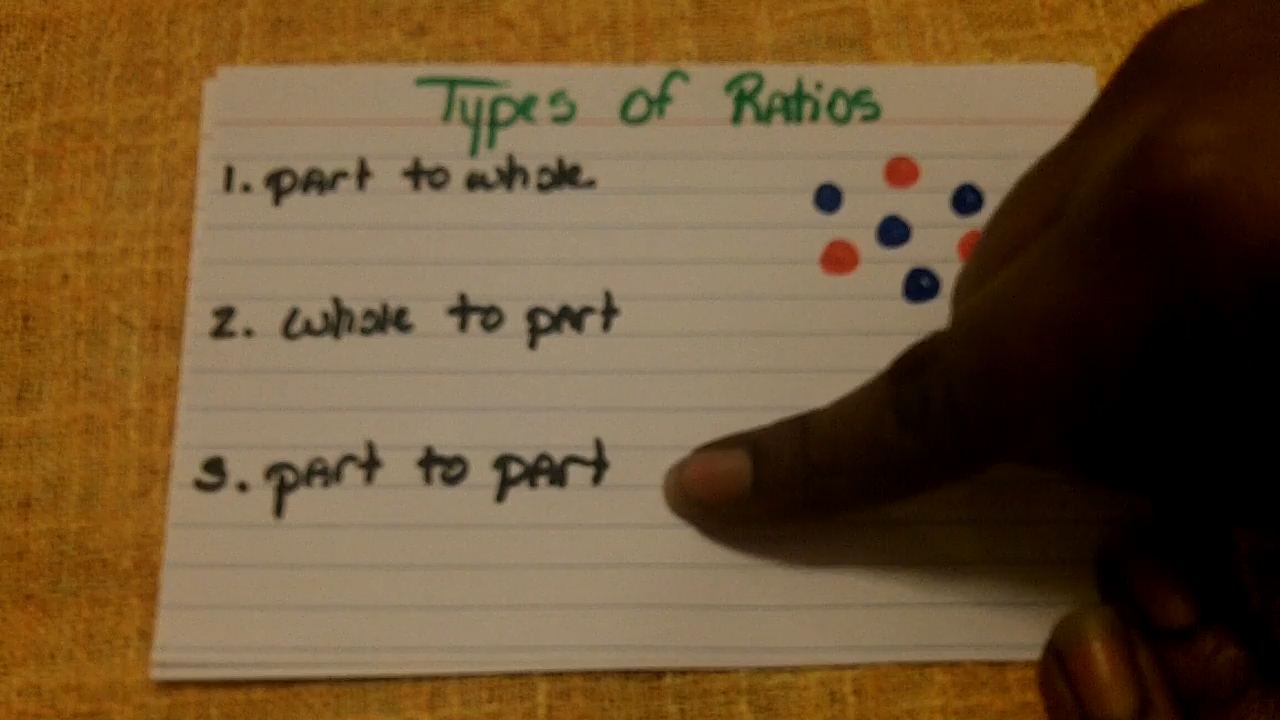 Types of Ratios
1. part to whole
2. whole to part
3. part to part